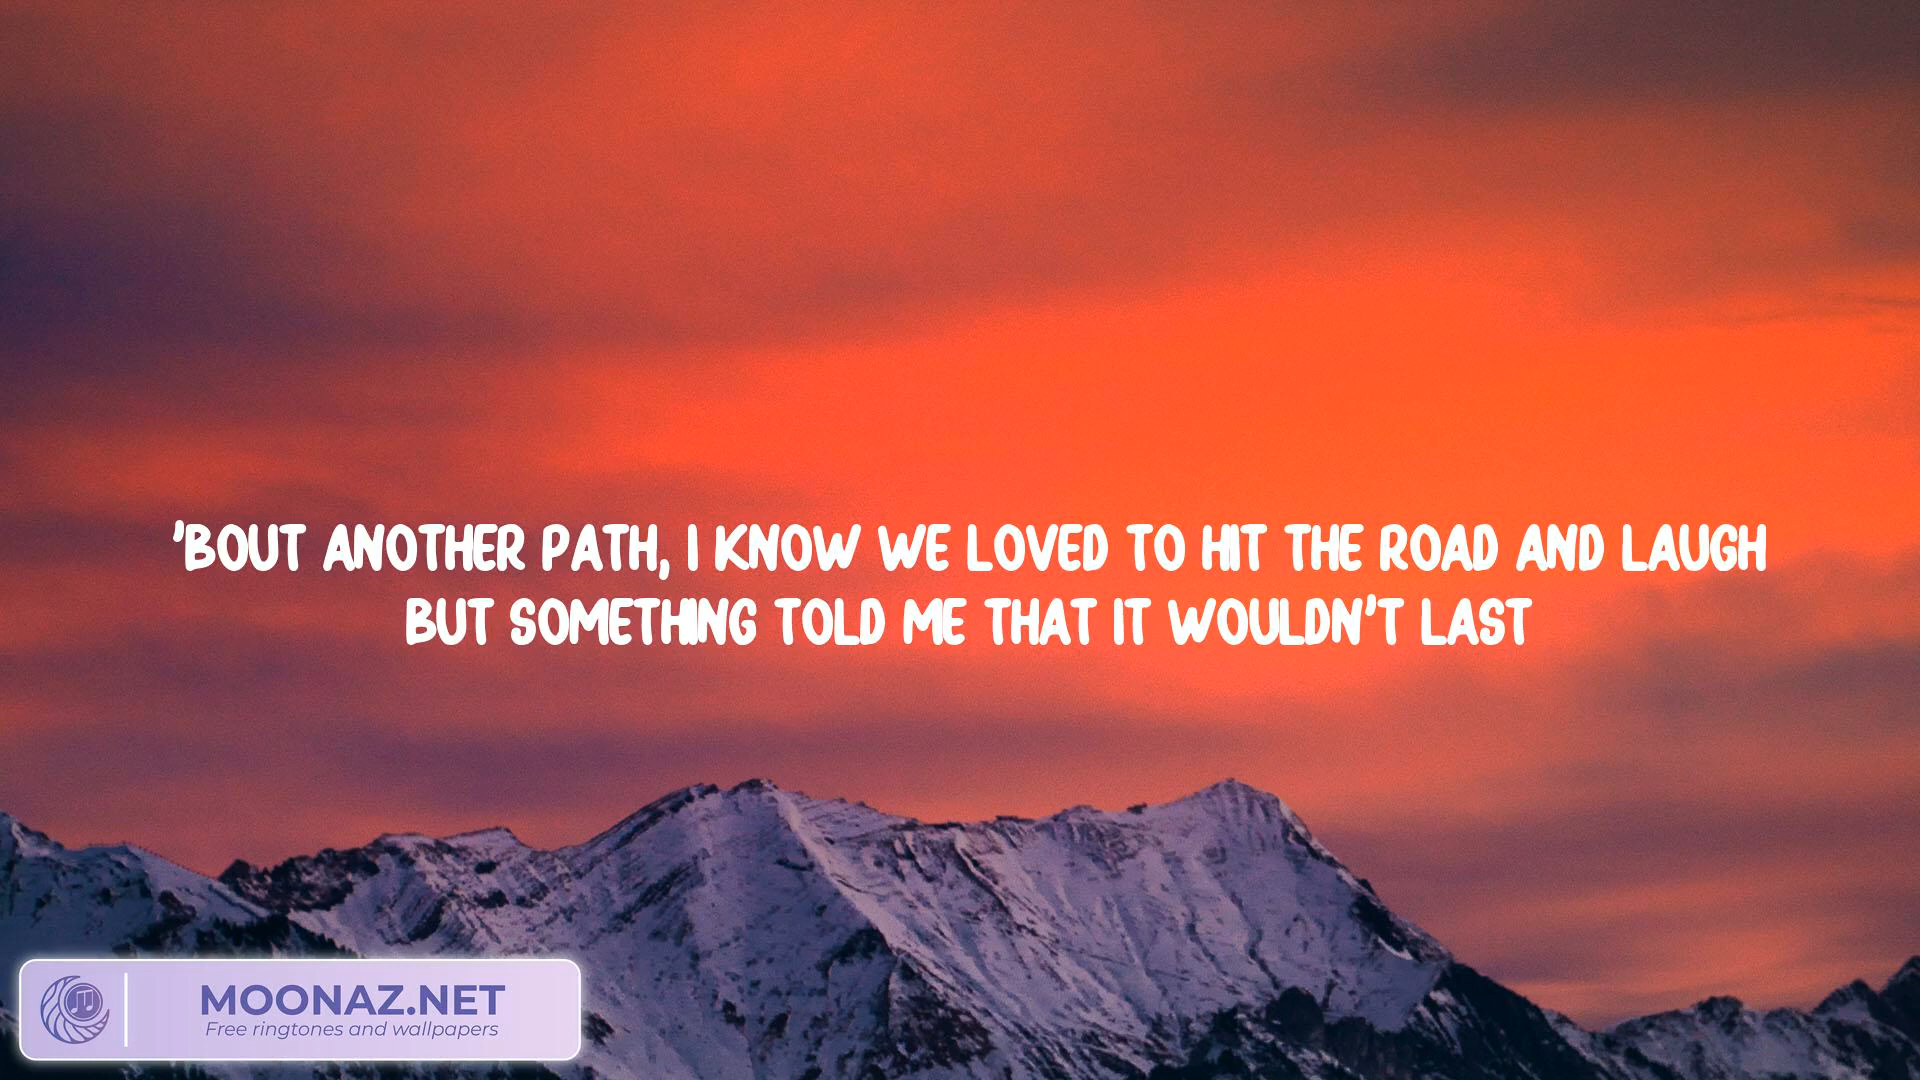 'BOUT ANOTHER PATH, I KNOW WE LOVED TO HIT THE ROAD AND LAUGH
BUT SOMETHING TOLD ME THAT IT WOULDN'T LAST
MOONAZ.NET
Free ringtones and wallpapers